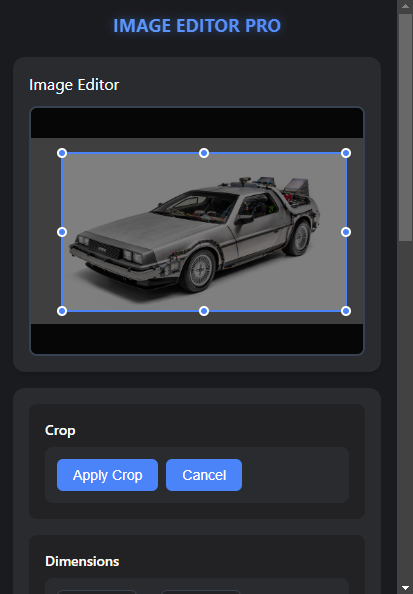 IMAGE EDITOR PRO
Image Editor
Crop
Apply Crop Cancel
Dimensions